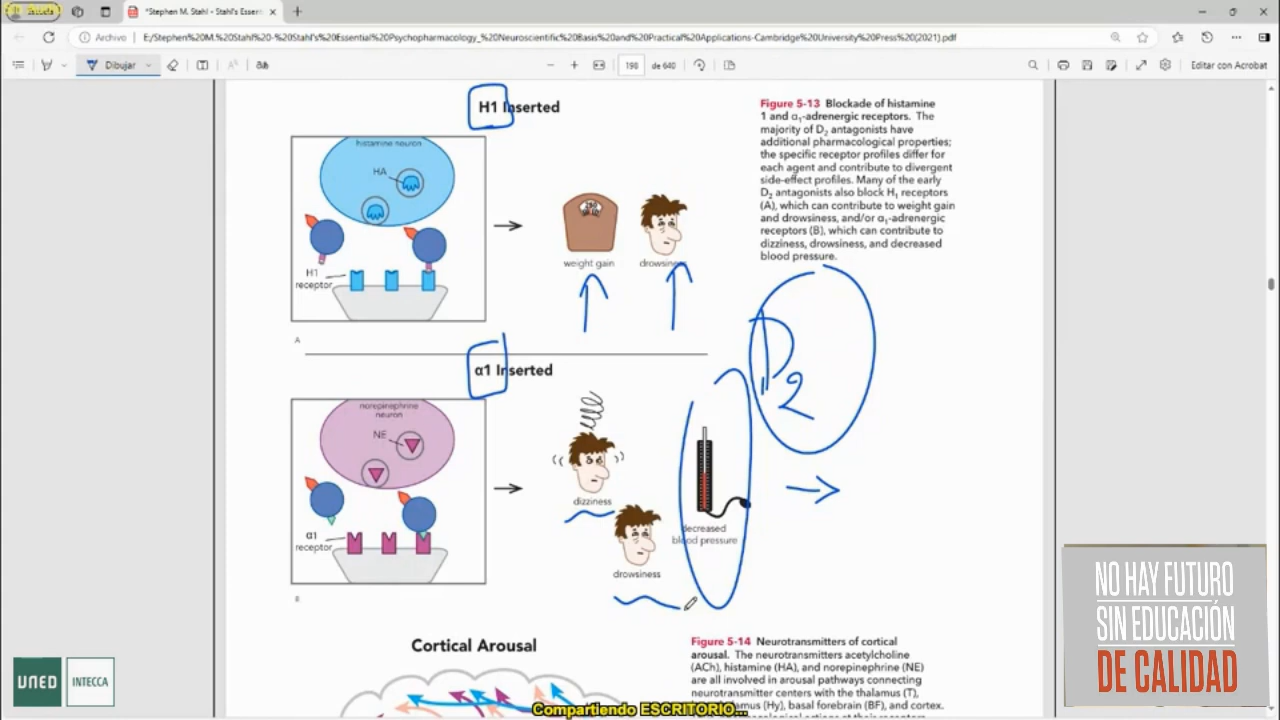 *Stephen M. Stahl - Stahl's Essen
Archivo
E:/Stephen%20M.%20Stahl%20-%20Stahl's%20Essential%20Psychopharmacology_%20Neuroscientific%20Basis%20and%20Practical%20Applications-Cambridge%20University%20Press%20(2021).pdf
Dibujar
198
de 640
Editar con Acrobat
H1 Inserted
histamine neuron
HA
H1
receptor
weight gain
drowsiness
A
Figure 5-13 Blockade of histamine
1 and α1-adrenergic receptors. The
majority of D2 antagonists have
additional pharmacological properties;
the specific receptor profiles differ for
each agent and contribute to divergent
side-effect profiles. Many of the early
D2 antagonists also block H1 receptors
(A), which can contribute to weight gain
and drowsiness, and/or α1-adrenergic
receptors (B), which can contribute to
dizziness, drowsiness, and decreased
blood pressure.
D2
α1 Inserted
norepinephrine
neuron
NE
α1
receptor
dizziness
drowsiness
decreased
blood pressure
B
Cortical Arousal
Figure 5-14 Neurotransmitters of cortical
arousal. The neurotransmitters acetylcholine
(ACh), histamine (HA), and norepinephrine (NE)
are all involved in arousal pathways connecting
neurotransmitter centers with the thalamus (T),
(Hy), basal forebrain (BF), and cortex.
at their receptors
NO HAY FUTURO
SIN EDUCACIÓN
DE CALIDAD
UNED
INTECCA
Compartiendo ESCRITORIO...